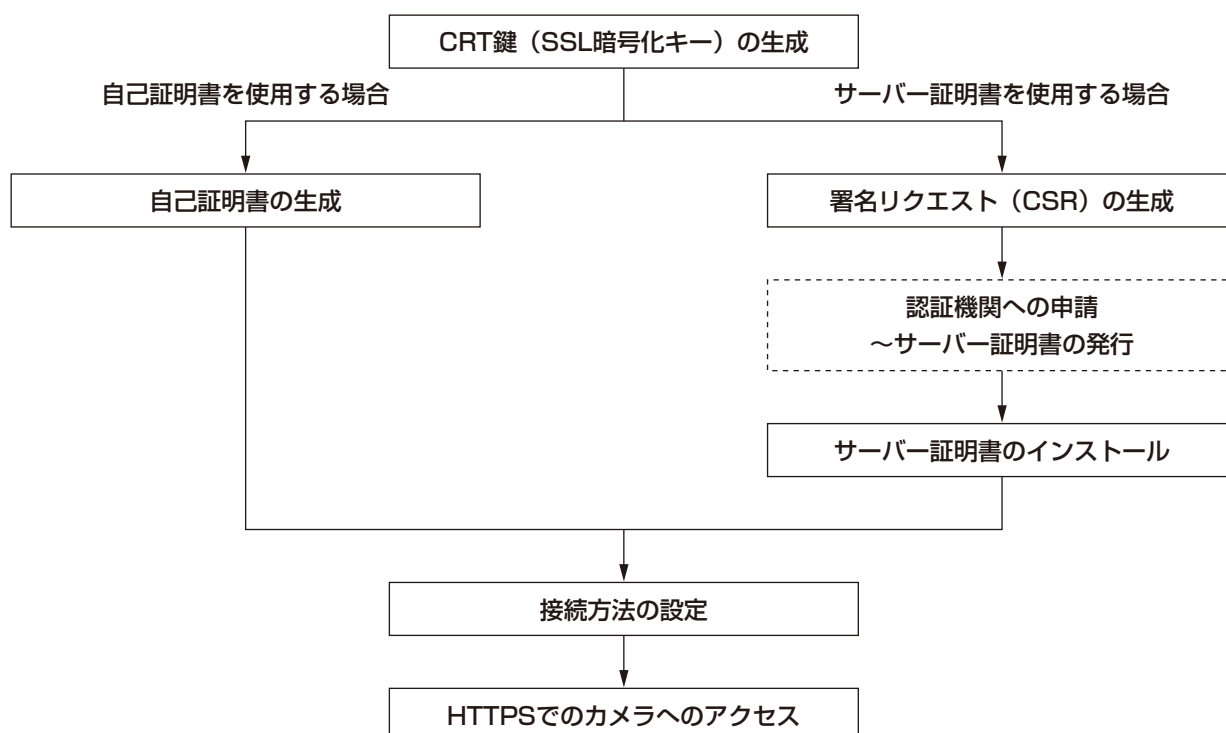 CRT鍵（SSL暗号化キー）の生成
自己証明書を使用する場合
サーバー証明書を使用する場合
自己証明書の生成
署名リクエスト（CSR）の生成
認証機関への申請
～サーバー証明書の発行
サーバー証明書のインストール
接続方法の設定
HTTPSでのカメラへのアクセス